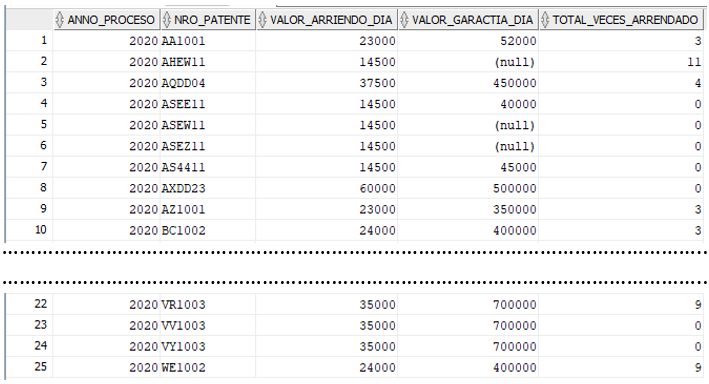 ANNO_PROCESO NRO_PATENTE VALOR_ARRIENDO_DIA VALOR_GARACTIA_DIA TOTAL_VECES_ARRENDADO
1 2020 AA1001 23000 52000 3
2 2020 AHEW11 14500 (null) 11
3 2020 AQDD04 37500 450000 4
4 2020 ASEE11 14500 40000 0
5 2020 ASEW11 14500 (null) 0
6 2020 ASEZ11 14500 (null) 0
7 2020 AS4411 14500 45000 0
8 2020 AXDD23 60000 500000 0
9 2020 AZ1001 23000 350000 3
10 2020 BC1002 24000 400000 3
22 2020 VR1003 35000 700000 9
23 2020 VV1003 35000 700000 0
24 2020 VY1003 35000 700000 0
25 2020 WE1002 24000 400000 9